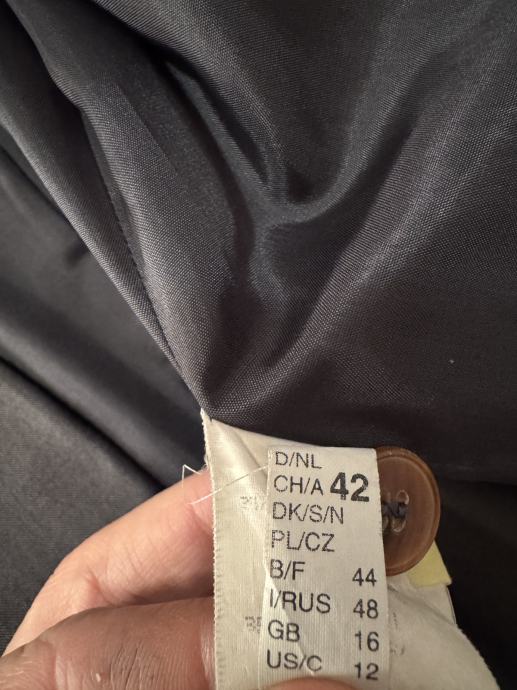 D/NL
CH/A 42
DK/S/N
PL/CZ
B/F 44
I/RUS 48
GB 16
US/C 12